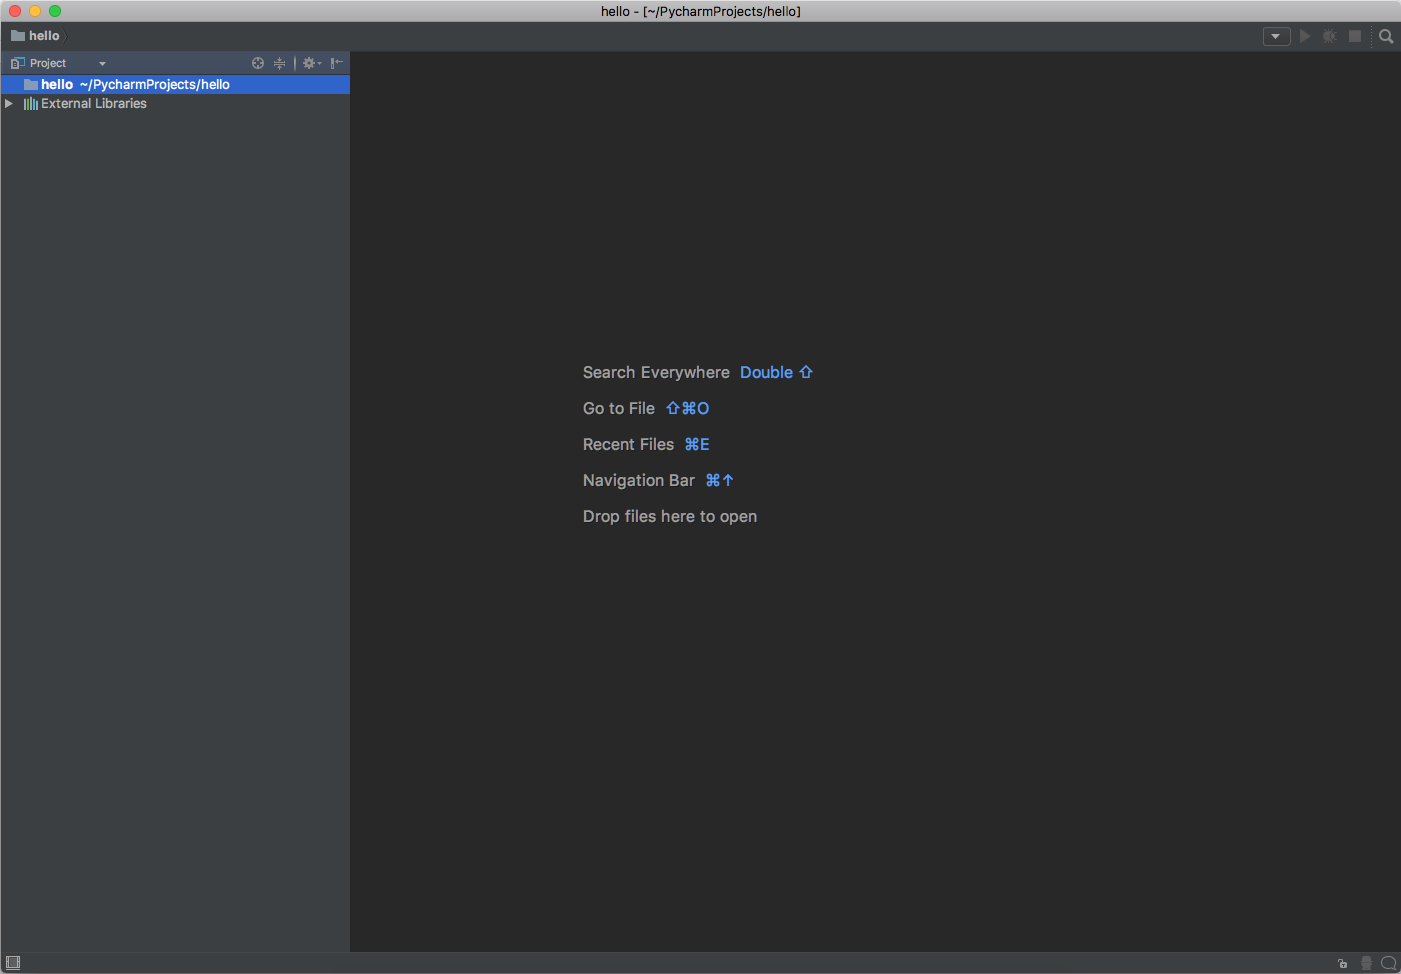 hello - [~/PycharmProjects/hello]
hello
Project
hello ~/PycharmProjects/hello
External Libraries
Search Everywhere Double ⇧
Go to File ⇧⌘O
Recent Files ⌘E
Navigation Bar ⌘↑
Drop files here to open